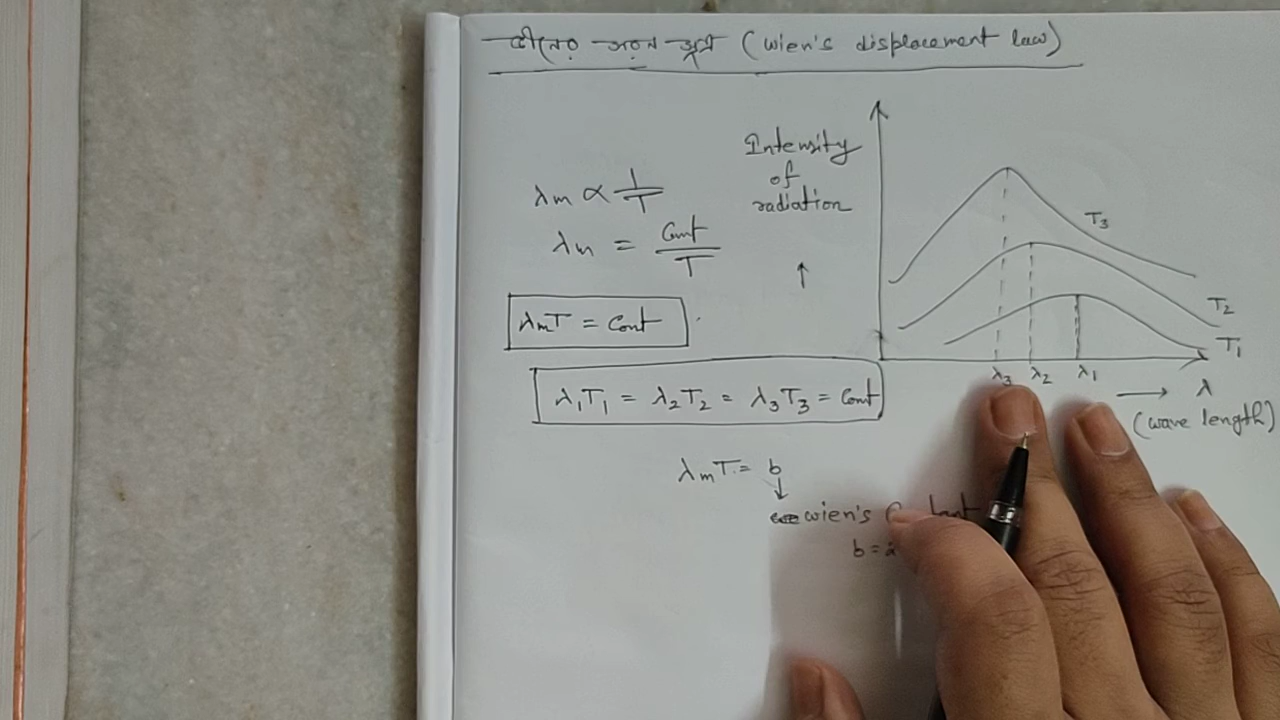 ভীনের সরন সূত্র (Wien's displacement law)
λm ∝ 1/T
λm = Cont/T
λmT = Cont
λ₁T₁ = λ₂T₂ = λ₃T₃ = Cont
λmT = b
↓
wien's
b =
Intensity
of
radiation
↑
T₃
T₂
T₁
λ₃ λ₂ λ₁
→ λ
(wave length)